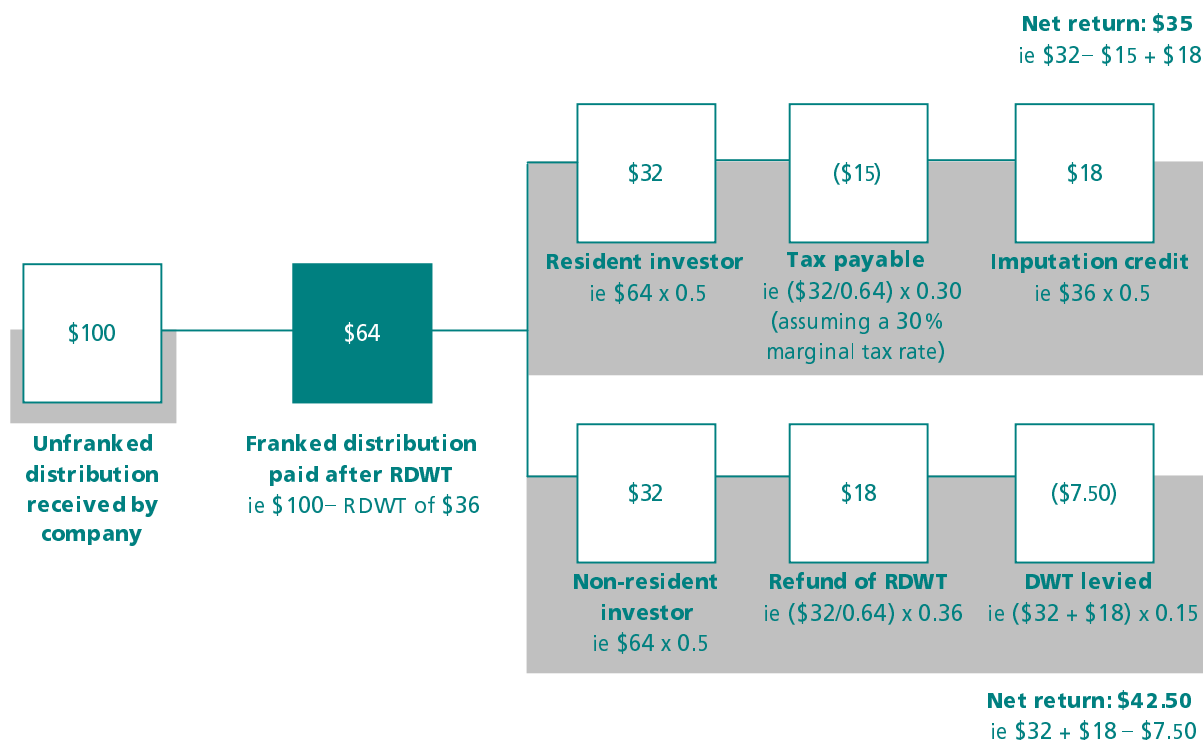 Net return: $35
ie $32– $15 + $18
$32
($15)
$18
Resident investor
ie $64 x 0.5
Tax payable
ie ($32/0.64) x 0.30
(assuming a 30%
marginal tax rate)
Imputation credit
ie $36 x 0.5
$100
$64
Unfranked
distribution
received by
company
Franked distribution
paid after RDWT
ie $100– RDWT of $36
$32
$18
($7.50)
Non-resident
investor
ie $64 x 0.5
Refund of RDWT
ie ($32/0.64) x 0.36
DWT levied
ie ($32 + $18) x 0.15
Net return: $42.50
ie $32 + $18 – $7.50